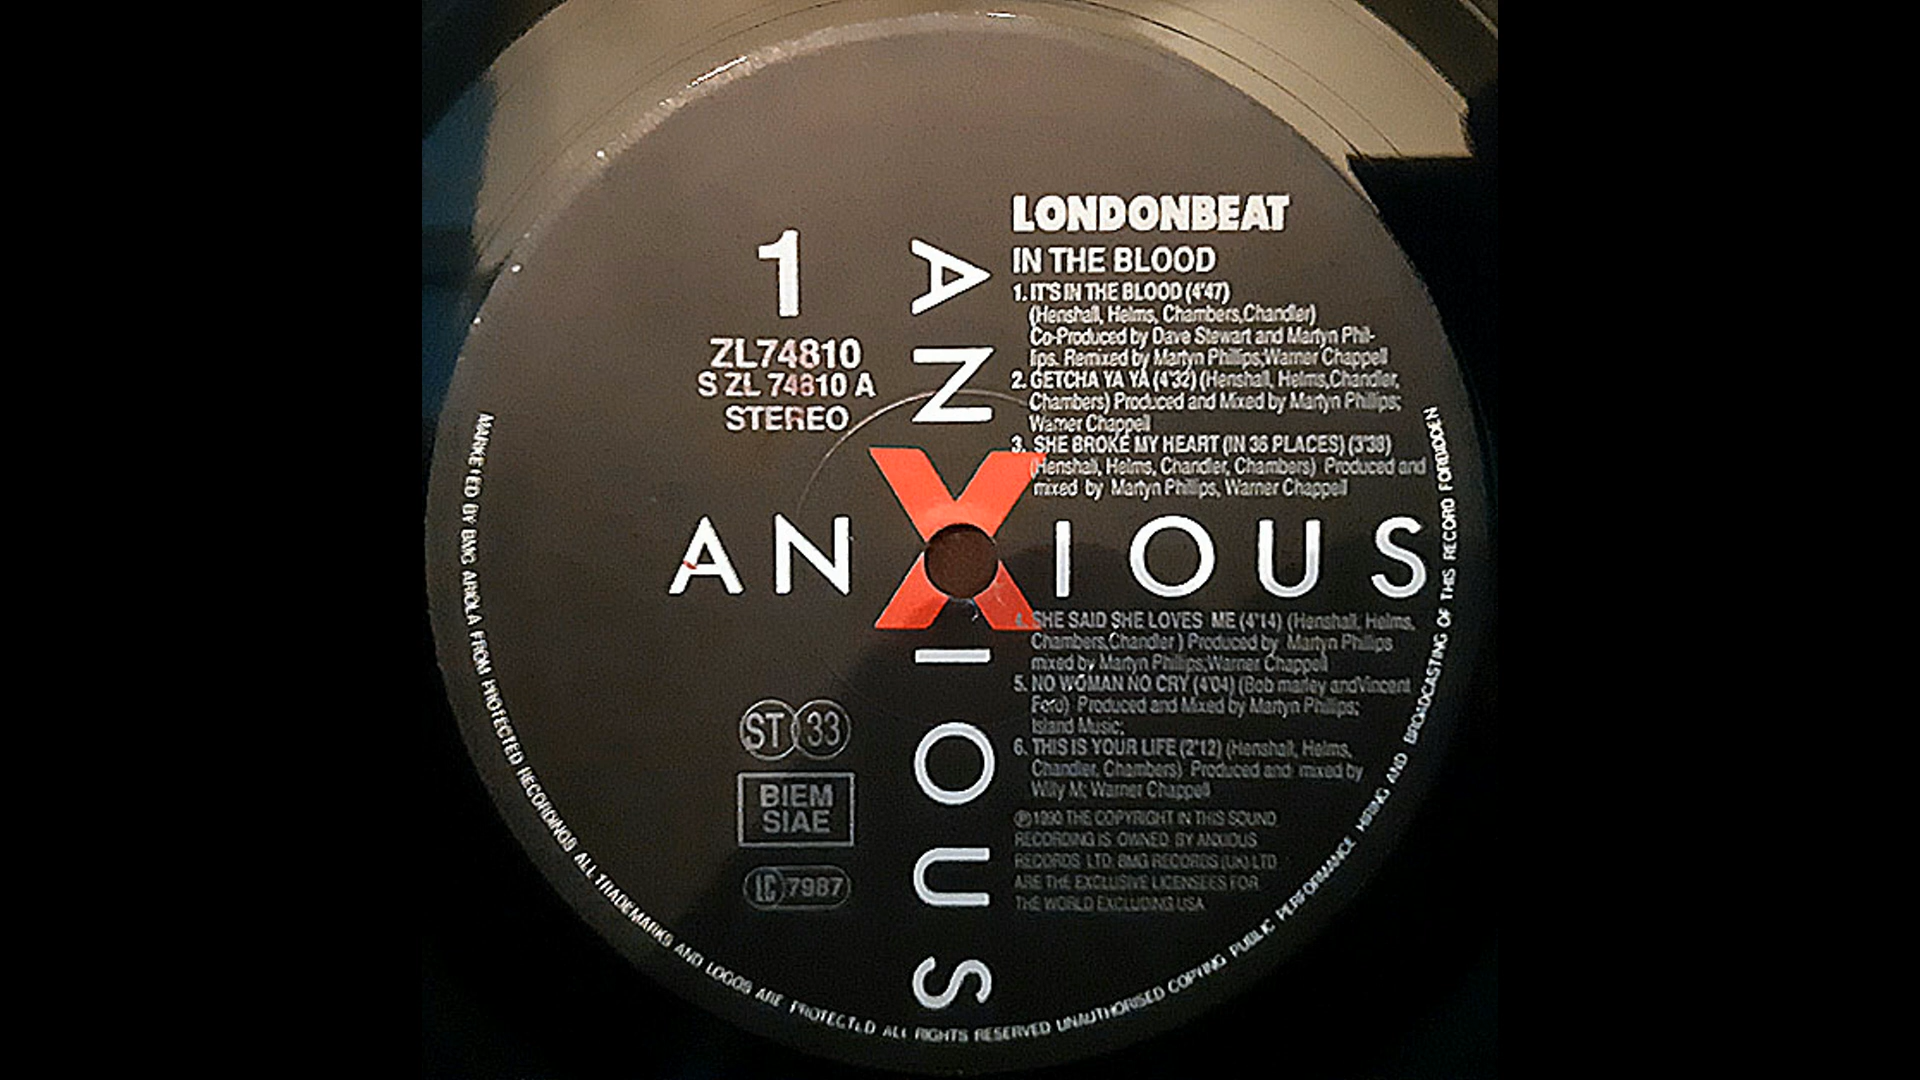 LONDONBEAT
IN THE BLOOD
1. IT'S IN THE BLOOD (4'47)
(Henshall, Helms, Chambers,Chandler)
Co-Produced by Dave Stewart and Martyn Phil-
lips. Remixed by Martyn Phillips;Warner Chappell
2. GETCHA YA YA (4'32) (Henshall, Helms,Chandler,
Chambers) Produced and Mixed by Martyn Phillips;
Warner Chappell
3. SHE BROKE MY HEART (IN 36 PLACES) (3'38)
(Henshall, Helms, Chandler, Chambers) Produced and
mixed by Martyn Phillips, Warner Chappell
1
ZL74810
S ZL 74810 A
STEREO
ANXIOUS
ANXIOUS
4. SHE SAID SHE LOVES ME (4'14) (Henshall, Helms,
Chambers,Chandler ) Produced by Martyn Phillips
mixed by Martyn Phillips;Warner Chappell
5. NO WOMAN NO CRY (4'04) (Bob marley andVincent
Ford) Produced and Mixed by Martyn Phillips;
Island Music;
6. THIS IS YOUR LIFE (2'12) (Henshall, Helms,
Chandler, Chambers) Produced and mixed by
Willy M; Warner Chappell
℗1990 THE COPYRIGHT IN THIS SOUND
RECORDING IS OWNED BY ANXIOUS
RECORDS LTD. BMG RECORDS (UK) LTD
ARE THE EXCLUSIVE LICENSEES FOR
THE WORLD EXCLUDING USA
ST 33
BIEM
SIAE
LC 7987
MARKETED BY BMG ARIOLA FROM PROTECTED RECORDINGS ALL TRADEMARKS AND LOGOS ARE PROTECTED ALL RIGHTS RESERVED UNAUTHORISED COPYING PUBLIC PERFORMANCE HIRING AND BROADCASTING OF THIS RECORD FORBIDDEN